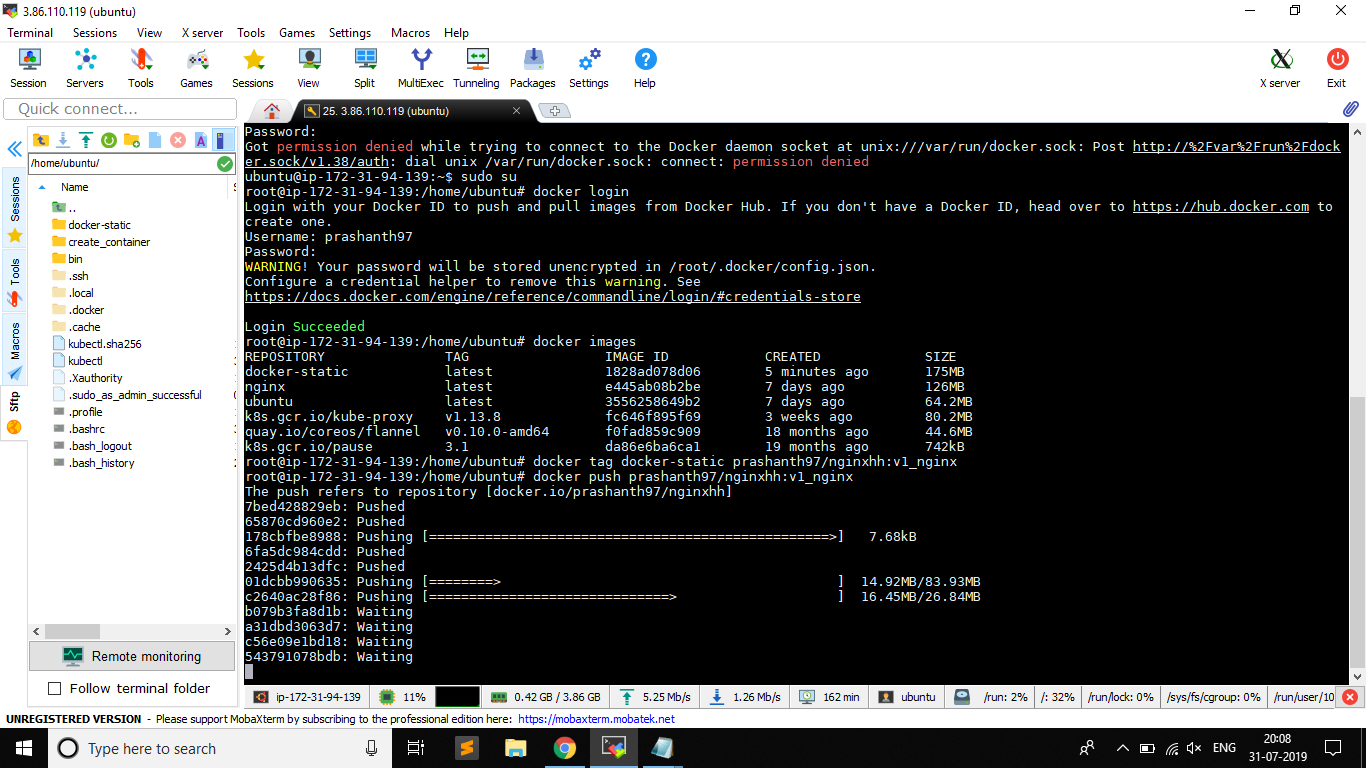 3.86.110.119 (ubuntu)
Terminal Sessions View X server Tools Games Settings Macros Help
Session Servers Tools Games Sessions View Split MultiExec Tunneling Packages Settings Help X server Exit
Quick connect...
25. 3.86.110.119 (ubuntu)
/home/ubuntu/
Name
..
docker-static
create_container
bin
.ssh
.local
.docker
.cache
kubectl.sha256
kubectl
.Xauthority
.sudo_as_admin_successful
.profile
.bashrc
.bash_logout
.bash_history
Sessions
Tools
Macros
Sftp
Remote monitoring
Follow terminal folder
Password:
Got permission denied while trying to connect to the Docker daemon socket at unix:///var/run/docker.sock: Post http://%2Fvar%2Frun%2Fdock
er.sock/v1.38/auth: dial unix /var/run/docker.sock: connect: permission denied
ubuntu@ip-172-31-94-139:~$ sudo su
root@ip-172-31-94-139:/home/ubuntu# docker login
Login with your Docker ID to push and pull images from Docker Hub. If you don't have a Docker ID, head over to https://hub.docker.com to
create one.
Username: prashanth97
Password:
WARNING! Your password will be stored unencrypted in /root/.docker/config.json.
Configure a credential helper to remove this warning. See
https://docs.docker.com/engine/reference/commandline/login/#credentials-store
Login Succeeded
root@ip-172-31-94-139:/home/ubuntu# docker images
REPOSITORY TAG IMAGE ID CREATED SIZE
docker-static latest 1828ad078d06 5 minutes ago 175MB
nginx latest e445ab08b2be 7 days ago 126MB
ubuntu latest 3556258649b2 7 days ago 64.2MB
k8s.gcr.io/kube-proxy v1.13.8 fc646f895f69 3 weeks ago 80.2MB
quay.io/coreos/flannel v0.10.0-amd64 f0fad859c909 18 months ago 44.6MB
k8s.gcr.io/pause 3.1 da86e6ba6ca1 19 months ago 742kB
root@ip-172-31-94-139:/home/ubuntu# docker tag docker-static prashanth97/nginxhh:v1_nginx
root@ip-172-31-94-139:/home/ubuntu# docker push prashanth97/nginxhh:v1_nginx
The push refers to repository [docker.io/prashanth97/nginxhh]
7bed428829eb: Pushed
65870cd960e2: Pushed
178cbfbe8988: Pushing [==================================================>] 7.68kB
6fa5dc984cdd: Pushed
2425d4b13dfc: Pushed
01dcbb990635: Pushing [========> ] 14.92MB/83.93MB
c2640ac28f86: Pushing [==============================> ] 16.45MB/26.84MB
b079b3fa8d1b: Waiting
a31dbd3063d7: Waiting
c56e09e1bd18: Waiting
543791078bdb: Waiting
ip-172-31-94-139 11% 0.42 GB / 3.86 GB 5.25 Mb/s 1.26 Mb/s 162 min ubuntu /run: 2% /: 32% /run/lock: 0% /sys/fs/cgroup: 0% /run/user/10
UNREGISTERED VERSION - Please support MobaXterm by subscribing to the professional edition here: https://mobaxterm.mobatek.net
Type here to search
ENG
20:08
31-07-2019